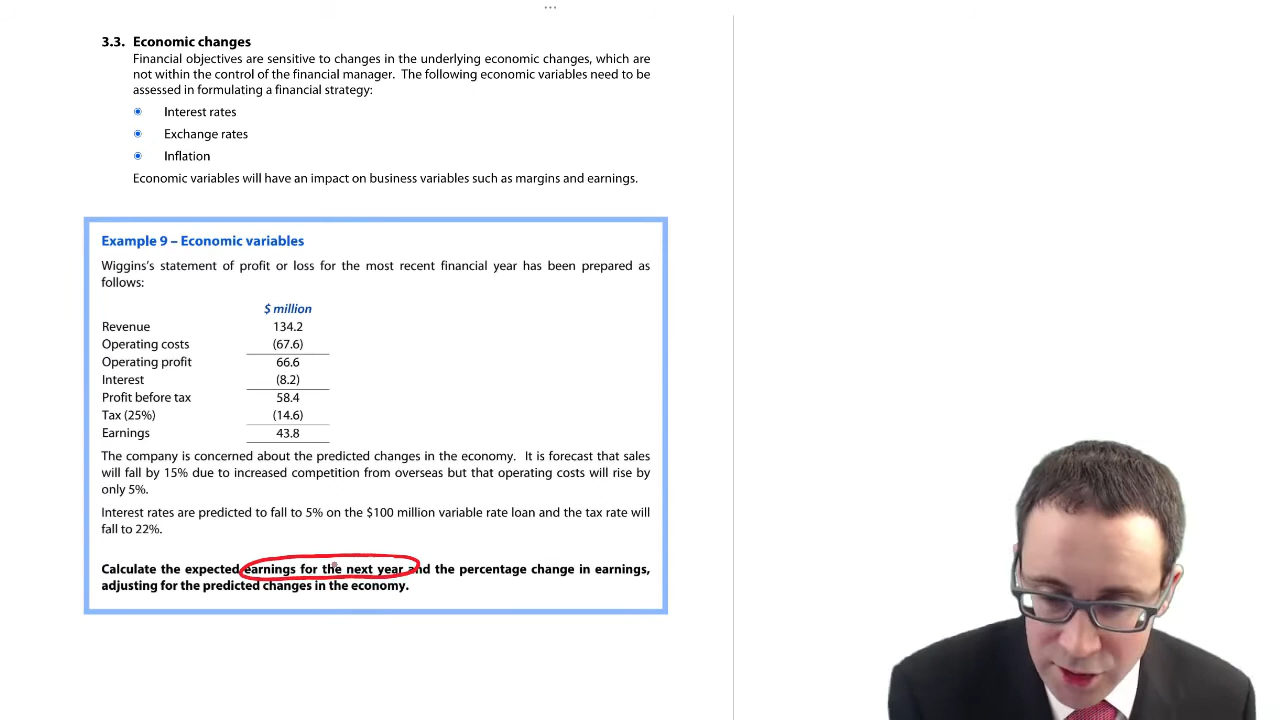 3.3. Economic changes
Financial objectives are sensitive to changes in the underlying economic changes, which are
not within the control of the financial manager. The following economic variables need to be
assessed in formulating a financial strategy:
Interest rates
Exchange rates
Inflation
Economic variables will have an impact on business variables such as margins and earnings.
Example 9 – Economic variables
Wiggins's statement of profit or loss for the most recent financial year has been prepared as
follows:
$ million
Revenue 134.2
Operating costs (67.6)
Operating profit 66.6
Interest (8.2)
Profit before tax 58.4
Tax (25%) (14.6)
Earnings 43.8
The company is concerned about the predicted changes in the economy. It is forecast that sales
will fall by 15% due to increased competition from overseas but that operating costs will rise by
only 5%.
Interest rates are predicted to fall to 5% on the $100 million variable rate loan and the tax rate will
fall to 22%.
Calculate the expected earnings for the next year and the percentage change in earnings,
adjusting for the predicted changes in the economy.